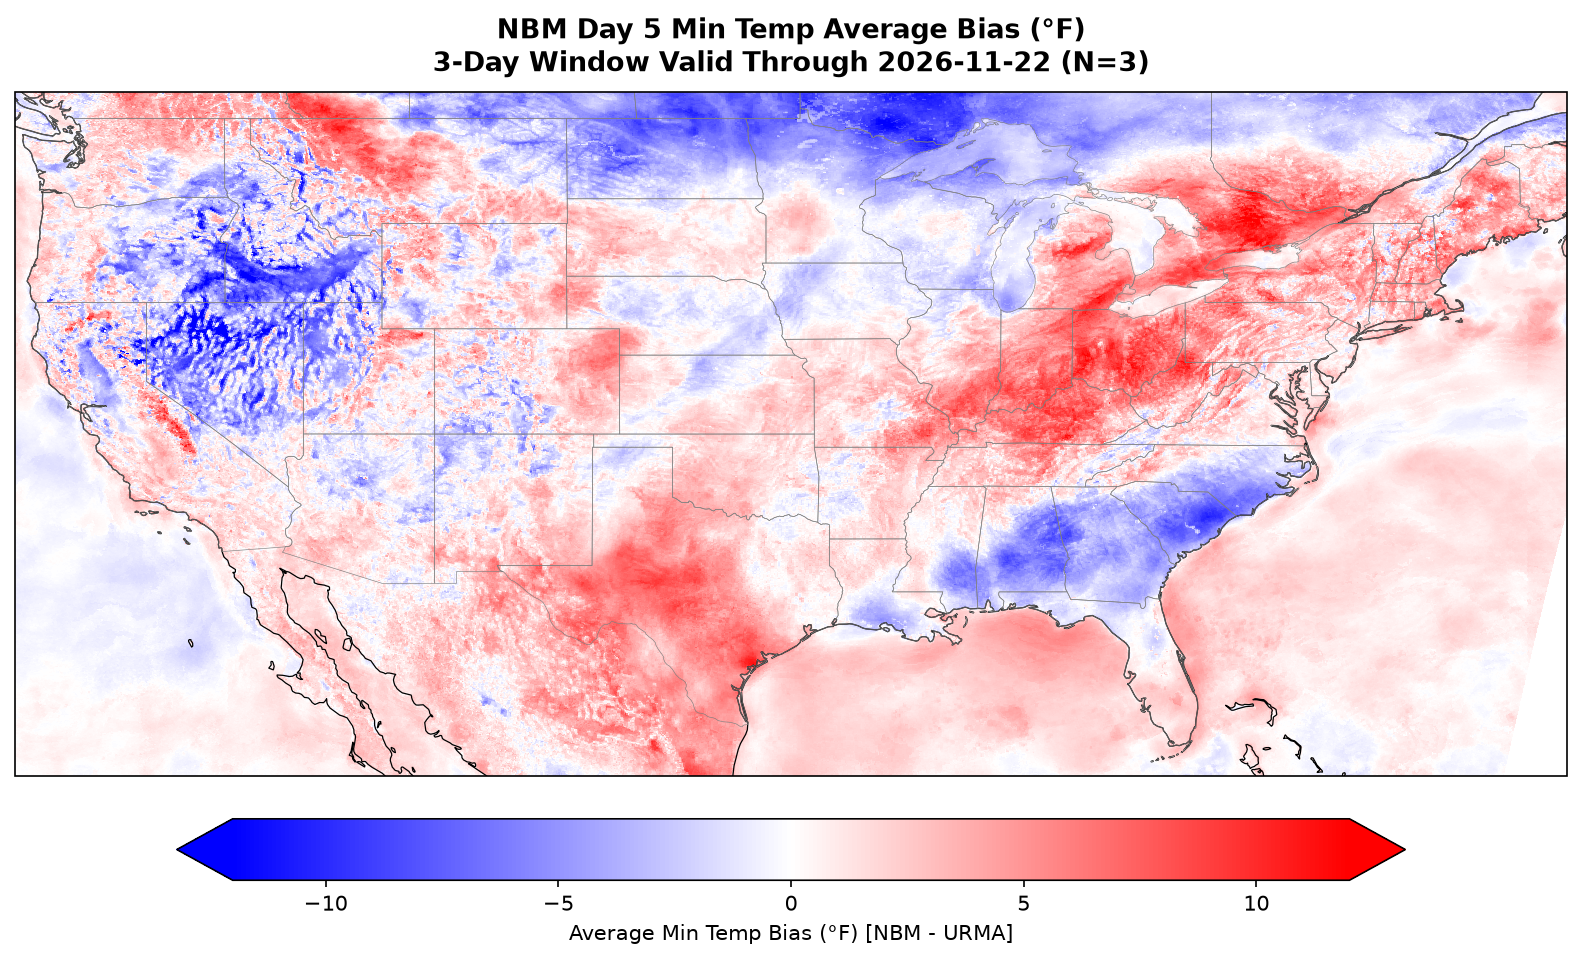 NBM Day 5 Min Temp Average Bias (°F)
3-Day Window Valid Through 2026-11-22 (N=3)
−10 −5 0 5 10
Average Min Temp Bias (°F) [NBM - URMA]